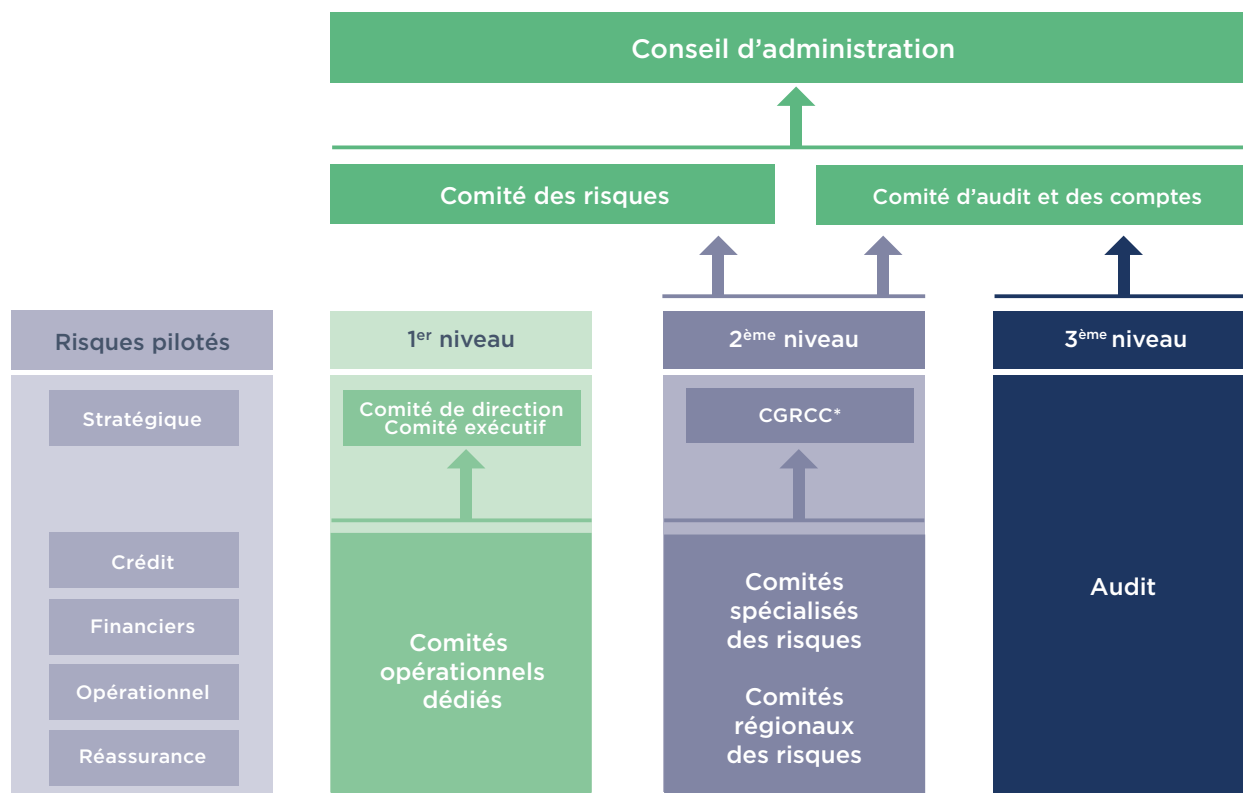 Conseil d’administration
Comité des risques
Comité d’audit et des comptes
Risques pilotés
1er niveau
2ème niveau
3ème niveau
Stratégique
Comité de direction
Comité exécutif
CGRCC*
Crédit
Financiers
Opérationnel
Réassurance
Comités
opérationnels
dédiés
Comités
spécialisés
des risques
Comités
régionaux
des risques
Audit